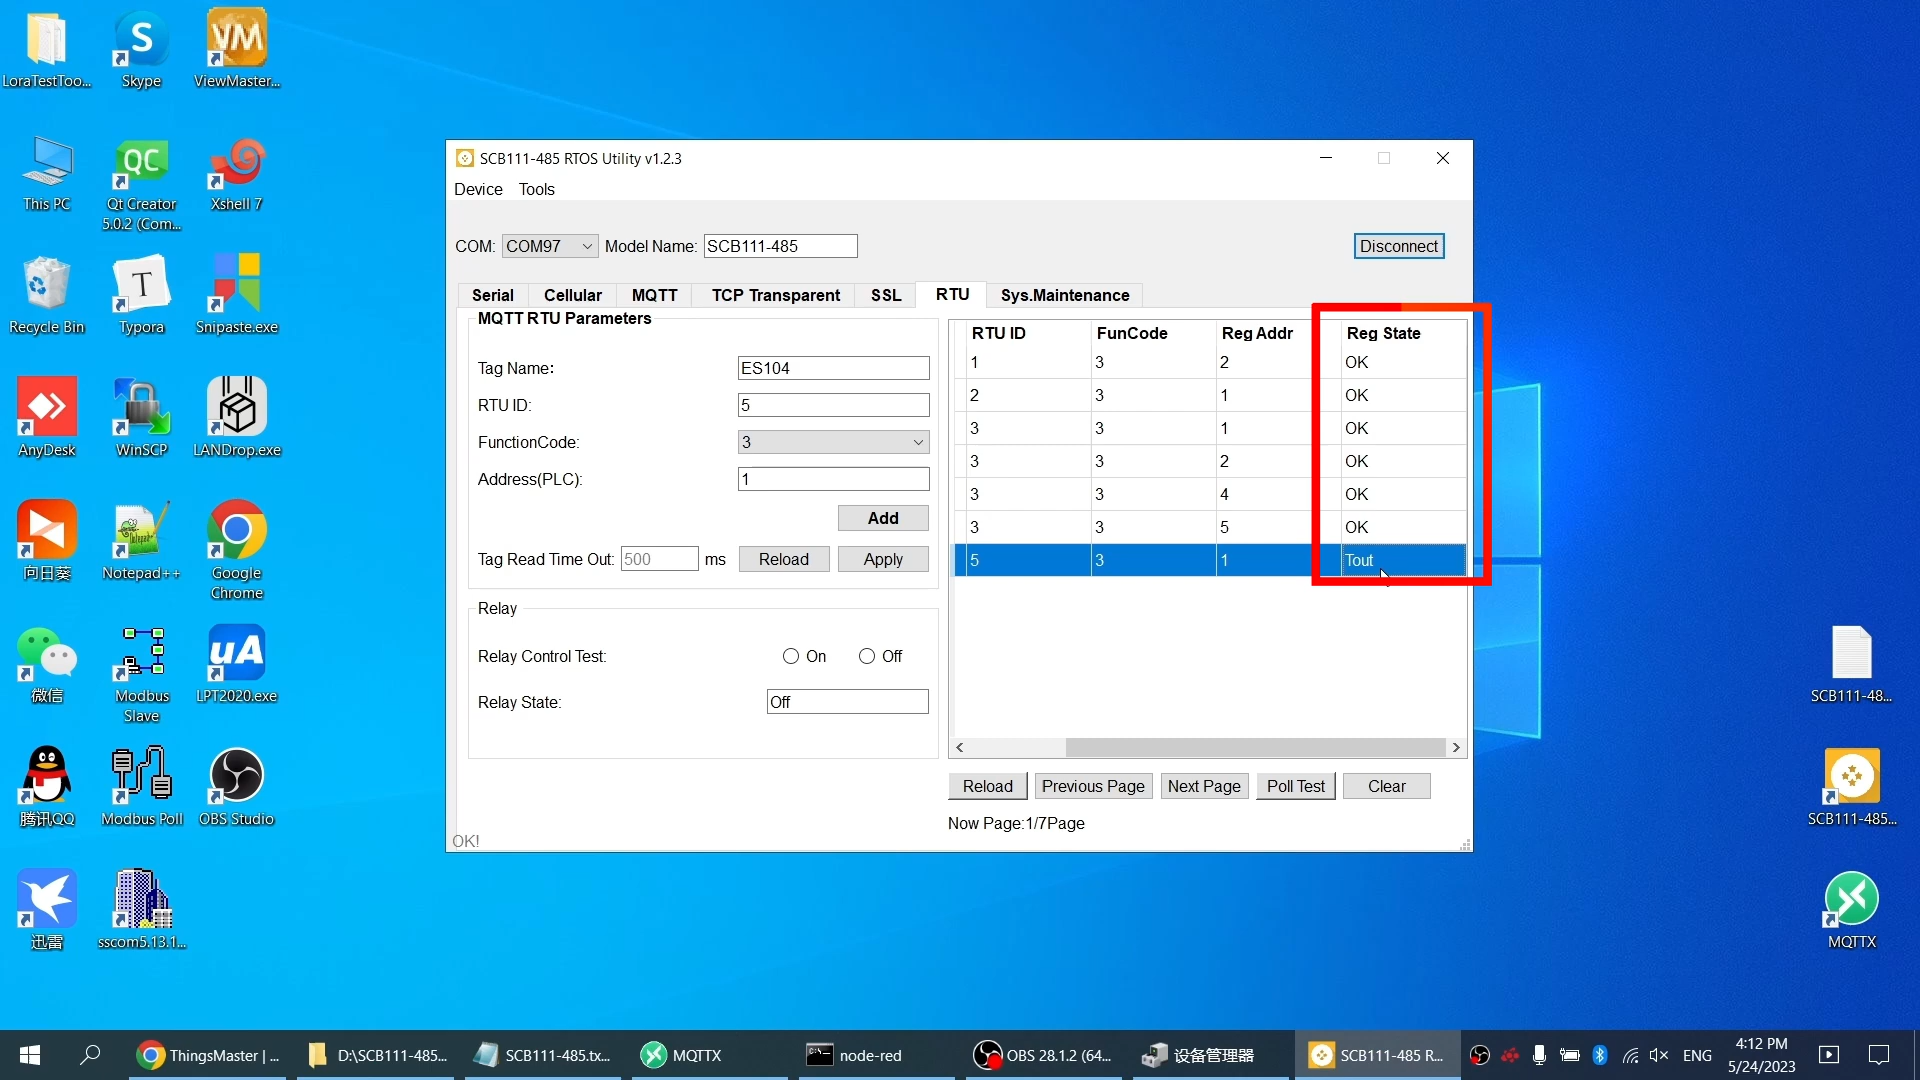 LoraTestToo...
Skype
ViewMaster...
This PC
Qt Creator
5.0.2 (Com...
Xshell 7
Recycle Bin
Typora
Snipaste.exe
AnyDesk
WinSCP
LANDrop.exe
向日葵
Notepad++
Google
Chrome
微信
Modbus
Slave
LPT2020.exe
腾讯QQ
Modbus Poll
OBS Studio
迅雷
sscom5.13.1...
SCB111-485 RTOS Utility v1.2.3
Device Tools
COM: COM97 Model Name: SCB111-485 Disconnect
Serial Cellular MQTT TCP Transparent SSL RTU Sys.Maintenance
MQTT RTU Parameters
Tag Name: ES104
RTU ID: 5
FunctionCode: 3
Address(PLC): 1
Add
Tag Read Time Out: 500 ms Reload Apply
Relay
Relay Control Test: On Off
Relay State: Off
RTU ID FunCode Reg Addr Reg State
1 3 2 OK
2 3 1 OK
3 3 1 OK
3 3 2 OK
3 3 4 OK
3 3 5 OK
5 3 1 Tout
Reload Previous Page Next Page Poll Test Clear
Now Page:1/7Page
OK!
SCB111-48...
SCB111-485...
MQTTX
ThingsMaster | ... D:\SCB111-485... SCB111-485.tx... MQTTX node-red OBS 28.1.2 (64... 设备管理器 SCB111-485 R... ENG
4:12 PM
5/24/2023